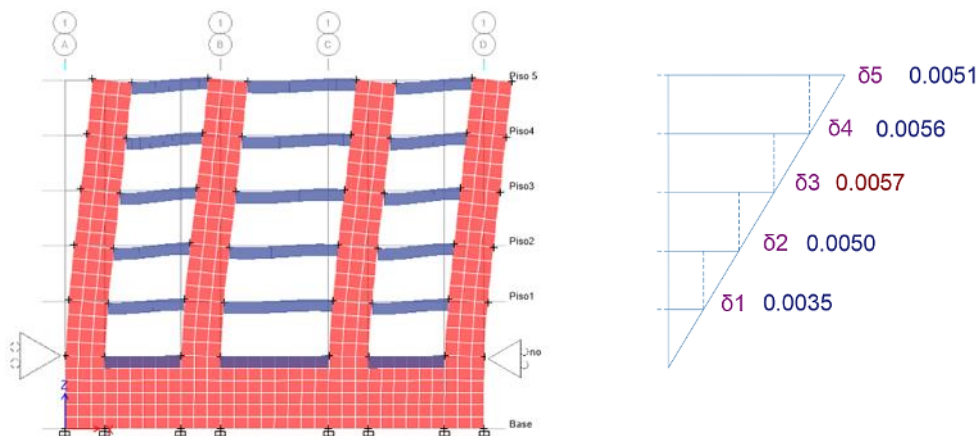 1 1 1 1
A B C D
Piso 5
Piso4
Piso3
Piso2
Piso1
Z
X
Base
δ5 0.0051
δ4 0.0056
δ3 0.0057
δ2 0.0050
δ1 0.0035